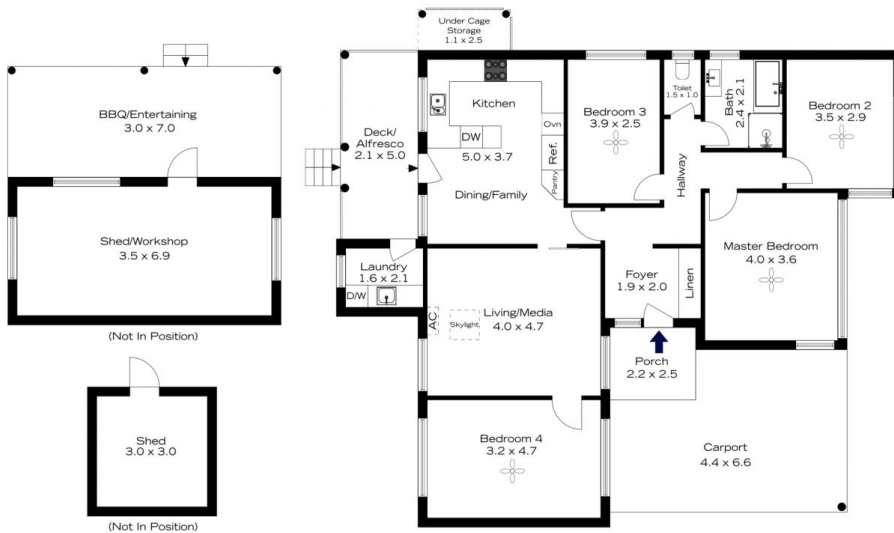 Under Cage
Storage
1.1 x 2.5
BBQ/Entertaining
3.0 x 7.0
Shed/Workshop
3.5 x 6.9
(Not In Position)
Shed
3.0 x 3.0
(Not In Position)
Deck/
Alfresco
2.1 x 5.0
Kitchen
DW
5.0 x 3.7
Dining/Family
Ovn
Ref.
Pantry
Bedroom 3
3.9 x 2.5
Toilet
1.5 x 1.0
Bath
2.4 x 2.1
Bedroom 2
3.5 x 2.9
Hallway
Laundry
1.6 x 2.1
D/W
Living/Media
4.0 x 4.7
AC
Skylight
Foyer
1.9 x 2.0
Linen
Master Bedroom
4.0 x 3.6
Porch
2.2 x 2.5
Bedroom 4
3.2 x 4.7
Carport
4.4 x 6.6